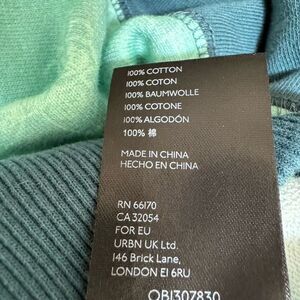 100% COTTON
100% COTON
100% BAUMWOLLE
100% COTONE
100% ALGODÓN
100% 棉
MADE IN CHINA
HECHO EN CHINA
RN 66170
CA 32054
FOR EU
URBN UK Ltd.
146 Brick Lane,
LONDON E1 6RU
OB1307830